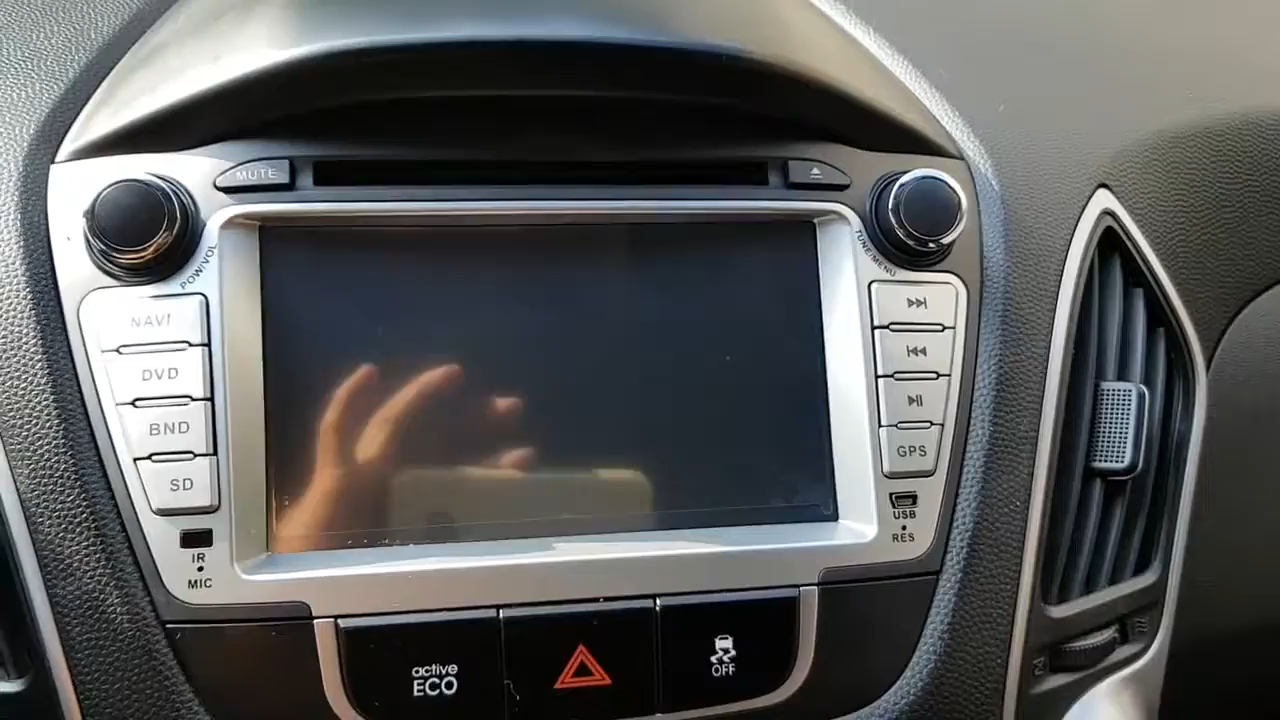 MUTE
POW/VOL
TUNE/MENU
NAVI
DVD
BND
SD
GPS
USB
RES
IR
MIC
active
ECO
OFF